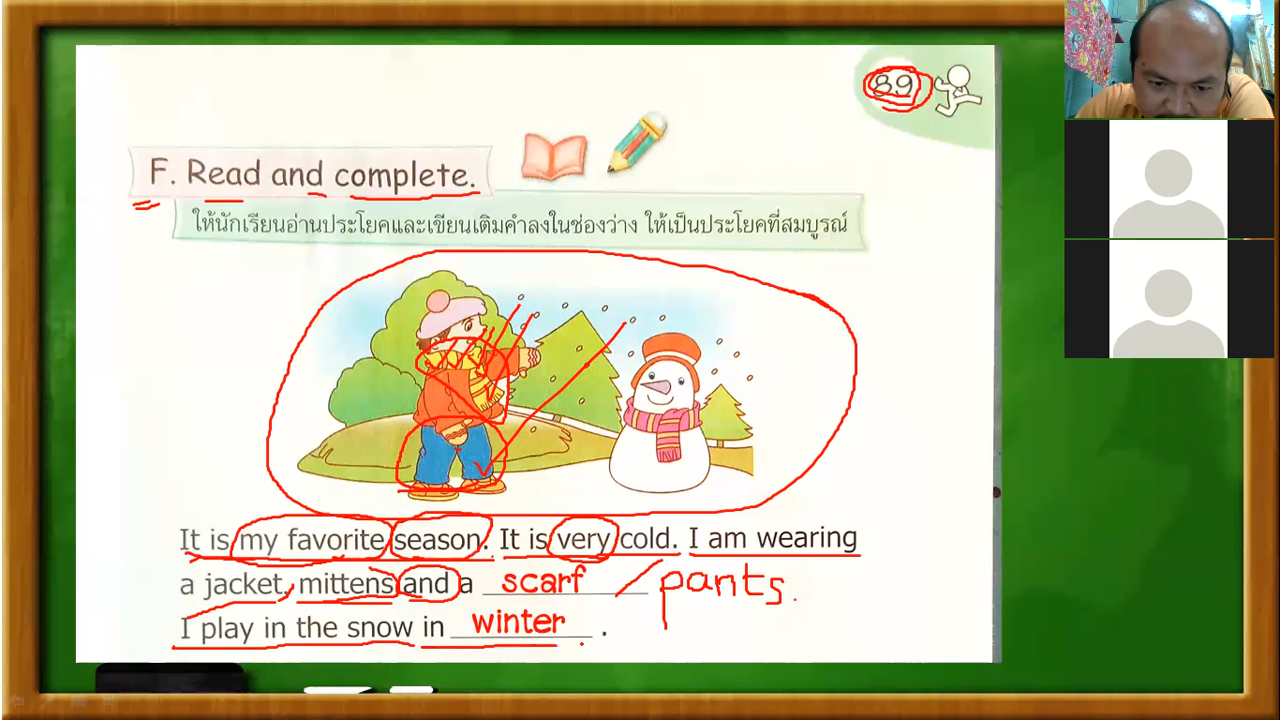 89
F. Read and complete.
ให้นักเรียนอ่านประโยคและเขียนเติมคำลงในช่องว่าง ให้เป็นประโยคที่สมบูรณ์
It is my favorite season. It is very cold. I am wearing
a jacket, mittens and a scarf / pants.
I play in the snow in winter .